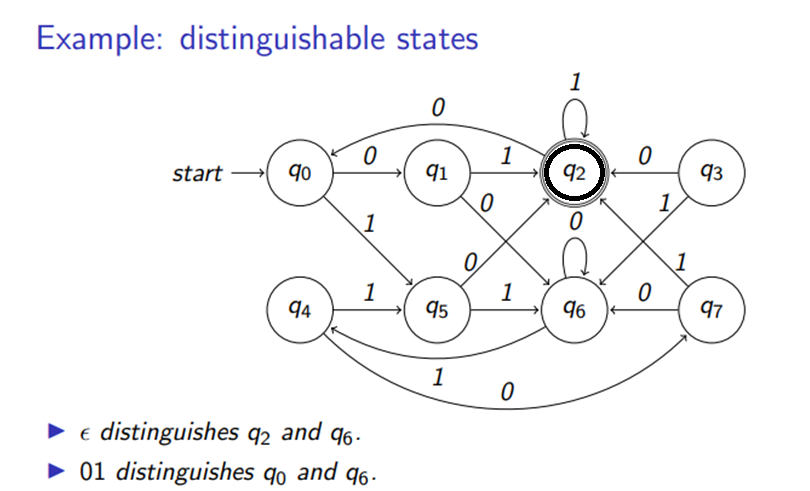 Example: distinguishable states
1
0
start q0 0 q1 1 q2 0 q3
1 0 0 1
0 1
q4 1 q5 1 q6 0 q7
1
0
▶ ϵ distinguishes q2 and q6.
▶ 01 distinguishes q0 and q6.